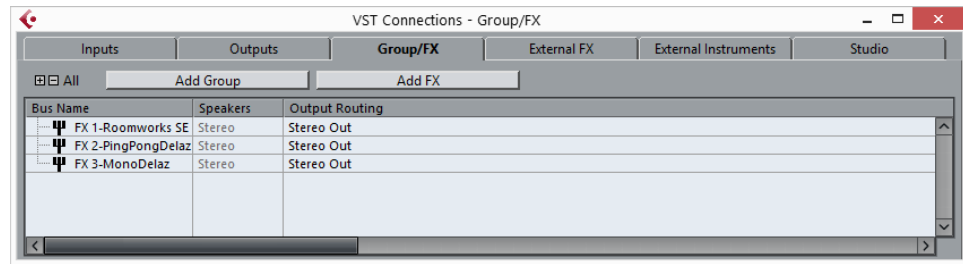 VST Connections - Group/FX
Inputs Outputs Group/FX External FX External Instruments Studio
All Add Group Add FX
Bus Name Speakers Output Routing
FX 1-Roomworks SE Stereo Stereo Out
FX 2-PingPongDelaz Stereo Stereo Out
FX 3-MonoDelaz Stereo Stereo Out